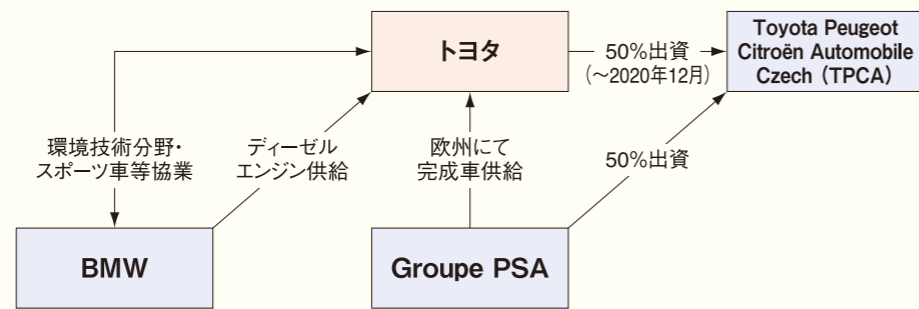 トヨタ
50%出資
(～2020年12月)
Toyota Peugeot
Citroën Automobile
Czech (TPCA)
環境技術分野・
スポーツ車等協業
ディーゼル
エンジン供給
欧州にて
完成車供給
50%出資
BMW
Groupe PSA